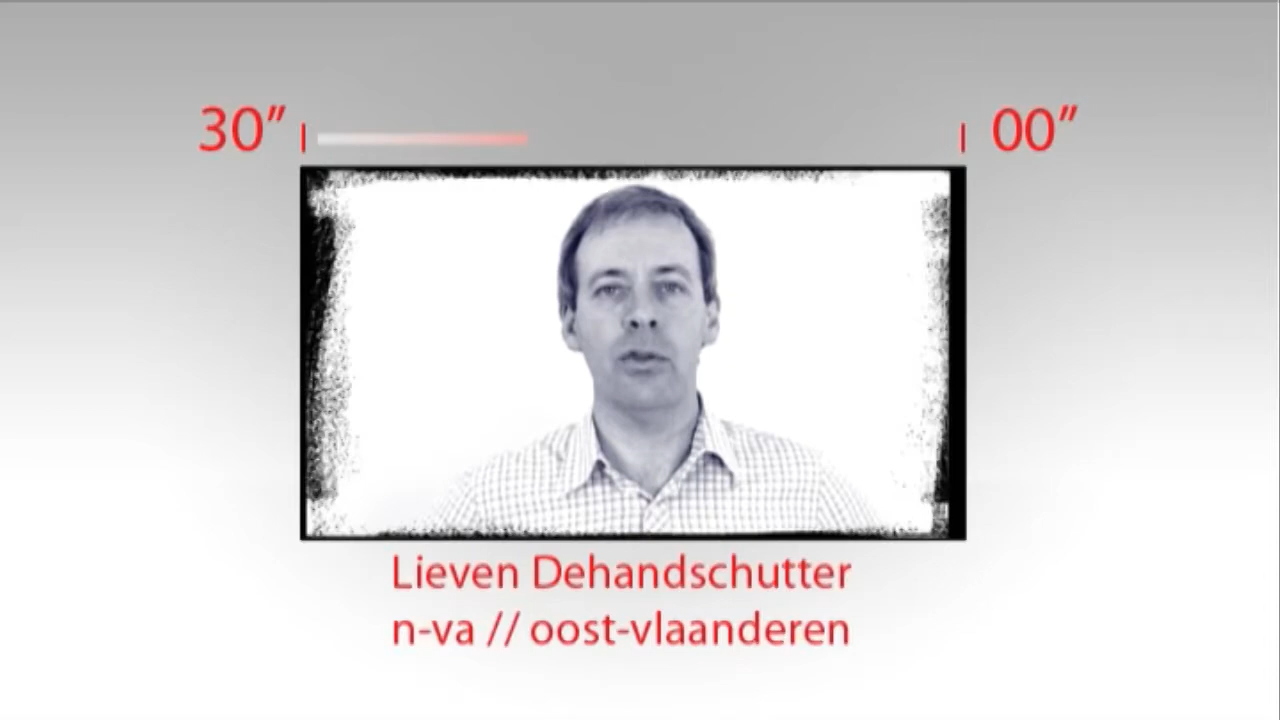 30” 00”
Lieven Dehandschutter
n-va // oost-vlaanderen